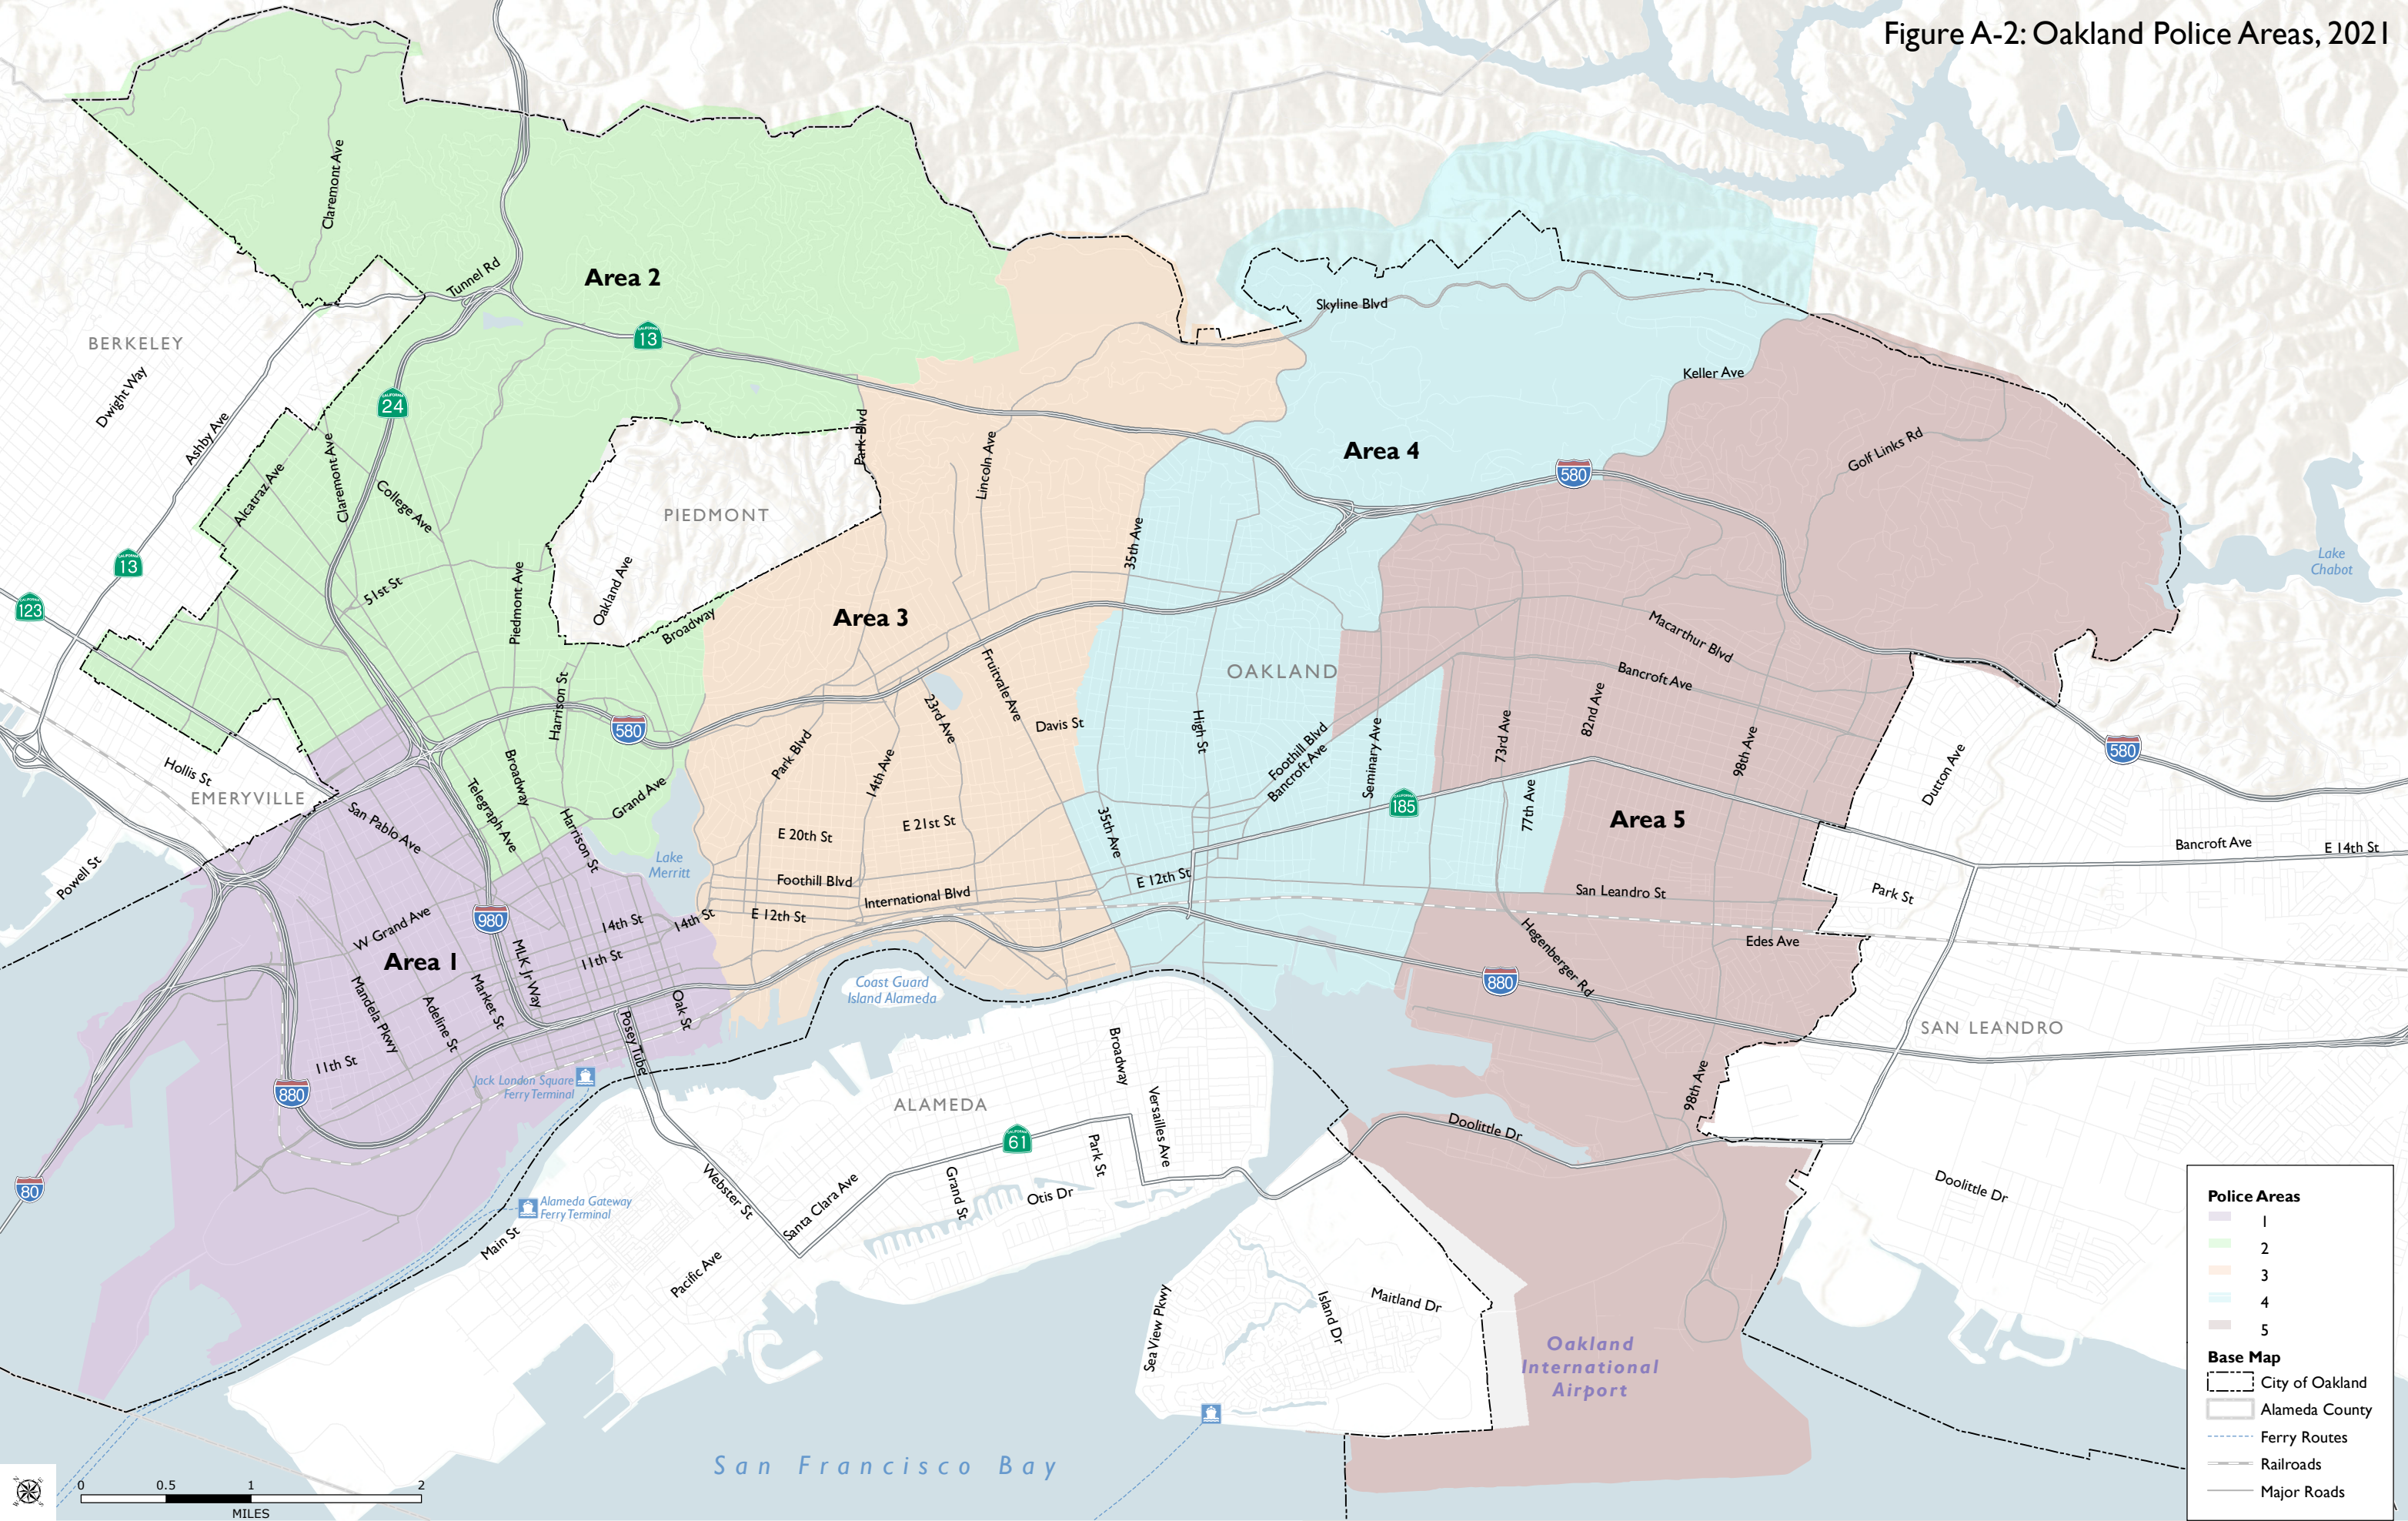 Figure A-2: Oakland Police Areas, 2021
Claremont Ave
Tunnel Rd
Area 2
BERKELEY
Dwight Way
Ashby Ave
CALIFORNIA
13
CALIFORNIA
24
Skyline Blvd
Keller Ave
Park Blvd
Lincoln Ave
Area 4
580
Golf Links Rd
Alcatraz Ave
Claremont Ave
College Ave
PIEDMONT
35th Ave
Lake
Chabot
CALIFORNIA
13
CALIFORNIA
123
51st St
Piedmont Ave
Oakland Ave
Broadway
Area 3
Fruitvale Ave
OAKLAND
Macarthur Blvd
Bancroft Ave
82nd Ave
73rd Ave
98th Ave
Harrison St
580
23rd Ave
Davis St
High St
Foothill Blvd
Bancroft Ave
Seminary Ave
580
Dutton Ave
Hollis St
EMERYVILLE
Broadway
Park Blvd
14th Ave
CALIFORNIA
185
77th Ave
Area 5
San Pablo Ave
Telegraph Ave
Harrison St
Grand Ave
E 20th St
E 21st St
35th Ave
Bancroft Ave
E 14th St
Powell St
Lake
Merritt
Foothill Blvd
International Blvd
E 12th St
San Leandro St
Park St
W Grand Ave
980
14th St
14th St
E 12th St
Area 1
MLK Jr Way
11th St
Hegenberger Rd
Edes Ave
Coast Guard
Island Alameda
880
Mandela Pkwy
Adeline St
Market St
Oak St
Posey Tube
SAN LEANDRO
11th St
880
Jack London Square
Ferry Terminal
ALAMEDA
Broadway
Versailles Ave
98th Ave
Doolittle Dr
CALIFORNIA
61
Park St
80
Alameda Gateway
Ferry Terminal
Webster St
Santa Clara Ave
Grand St
Otis Dr
Doolittle Dr
Main St
Pacific Ave
Sea View Pkwy
Island Dr
Maitland Dr
Oakland
International
Airport
San Francisco Bay
0 0.5 1 2
MILES
Police Areas
1
2
3
4
5
Base Map
City of Oakland
Alameda County
Ferry Routes
Railroads
Major Roads